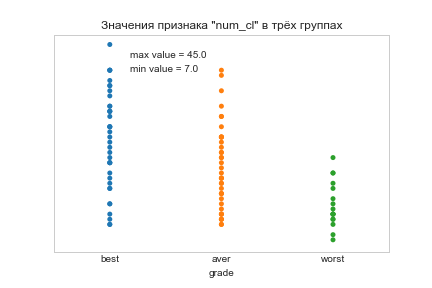 Значения признака "num_cl" в трёх группах
max value = 45.0
min value = 7.0
best aver worst
grade